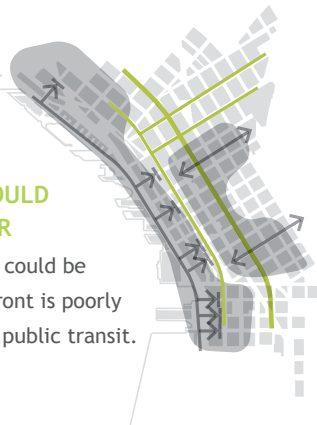 OULD
R
could be
ront is poorly
public transit.